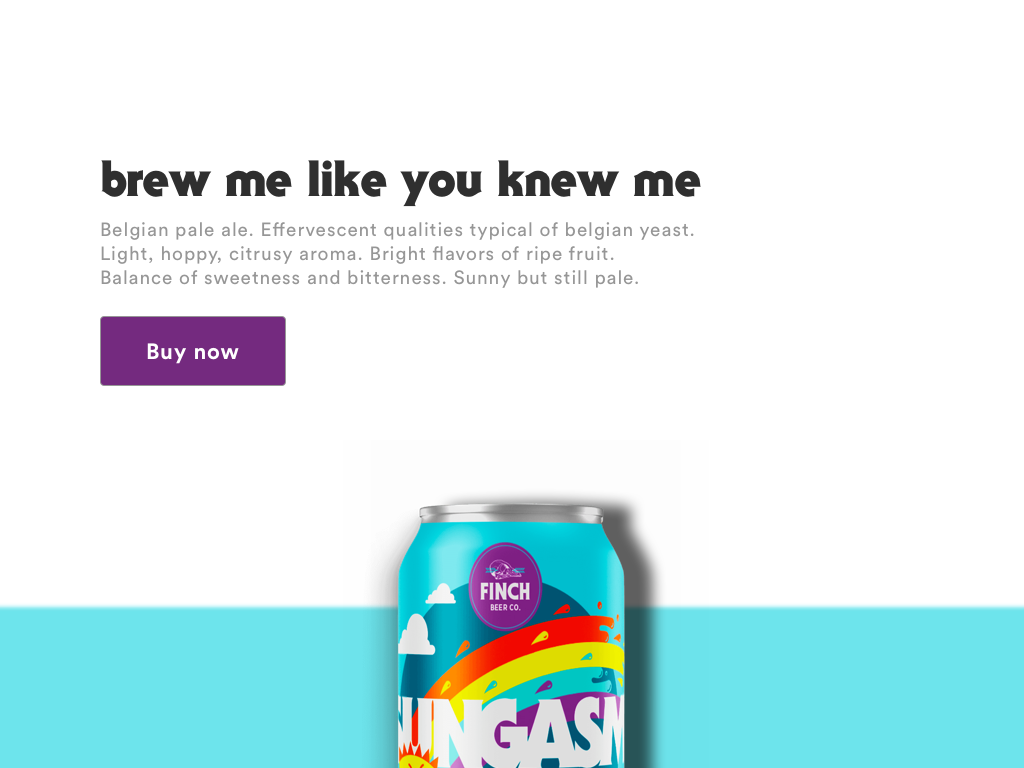 brew me like you knew me
Belgian pale ale. Effervescent qualities typical of belgian yeast.
Light, hoppy, citrusy aroma. Bright flavors of ripe fruit.
Balance of sweetness and bitterness. Sunny but still pale.
Buy now
FINCH
BEER CO.
SUNGASM